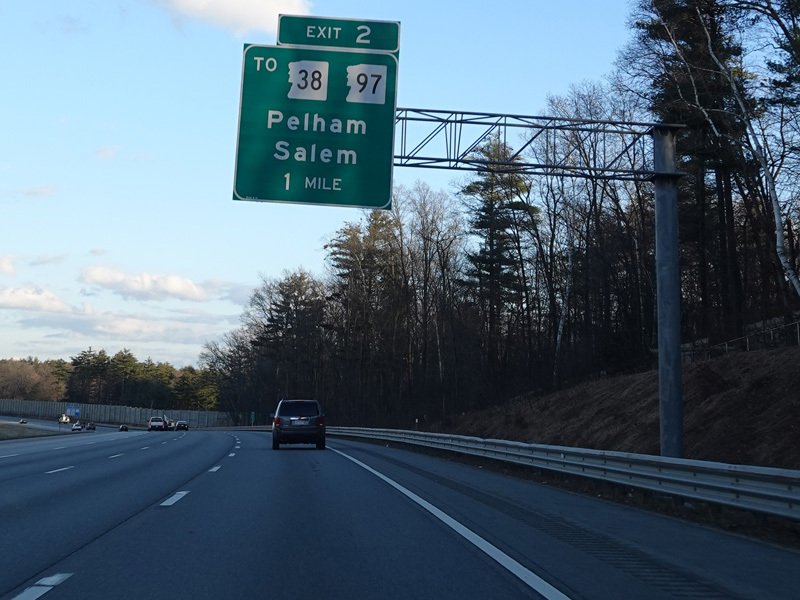 EXIT 2
TO 38 97
Pelham
Salem
1 MILE